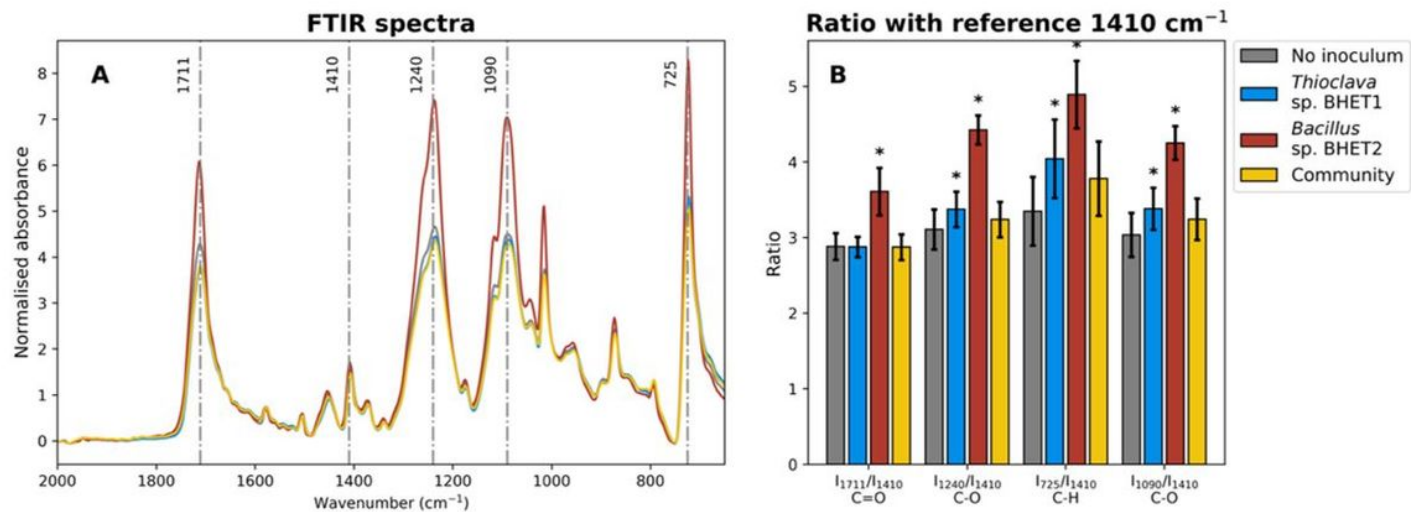 FTIR spectra
A
1711
1410
1240
1090
725
Normalised absorbance
8
7
6
5
4
3
2
1
0
2000
1800
1600
1400
1200
1000
800
Wavenumber (cm⁻¹)
Ratio with reference 1410 cm⁻¹
B
* * * * * * *
Ratio
5
4
3
2
1
0
I₁₇₁₁/I₁₄₁₀
C=O
I₁₂₄₀/I₁₄₁₀
C-O
I₇₂₅/I₁₄₁₀
C-H
I₁₀₉₀/I₁₄₁₀
C-O
No inoculum
Thioclava
sp. BHET1
Bacillus
sp. BHET2
Community